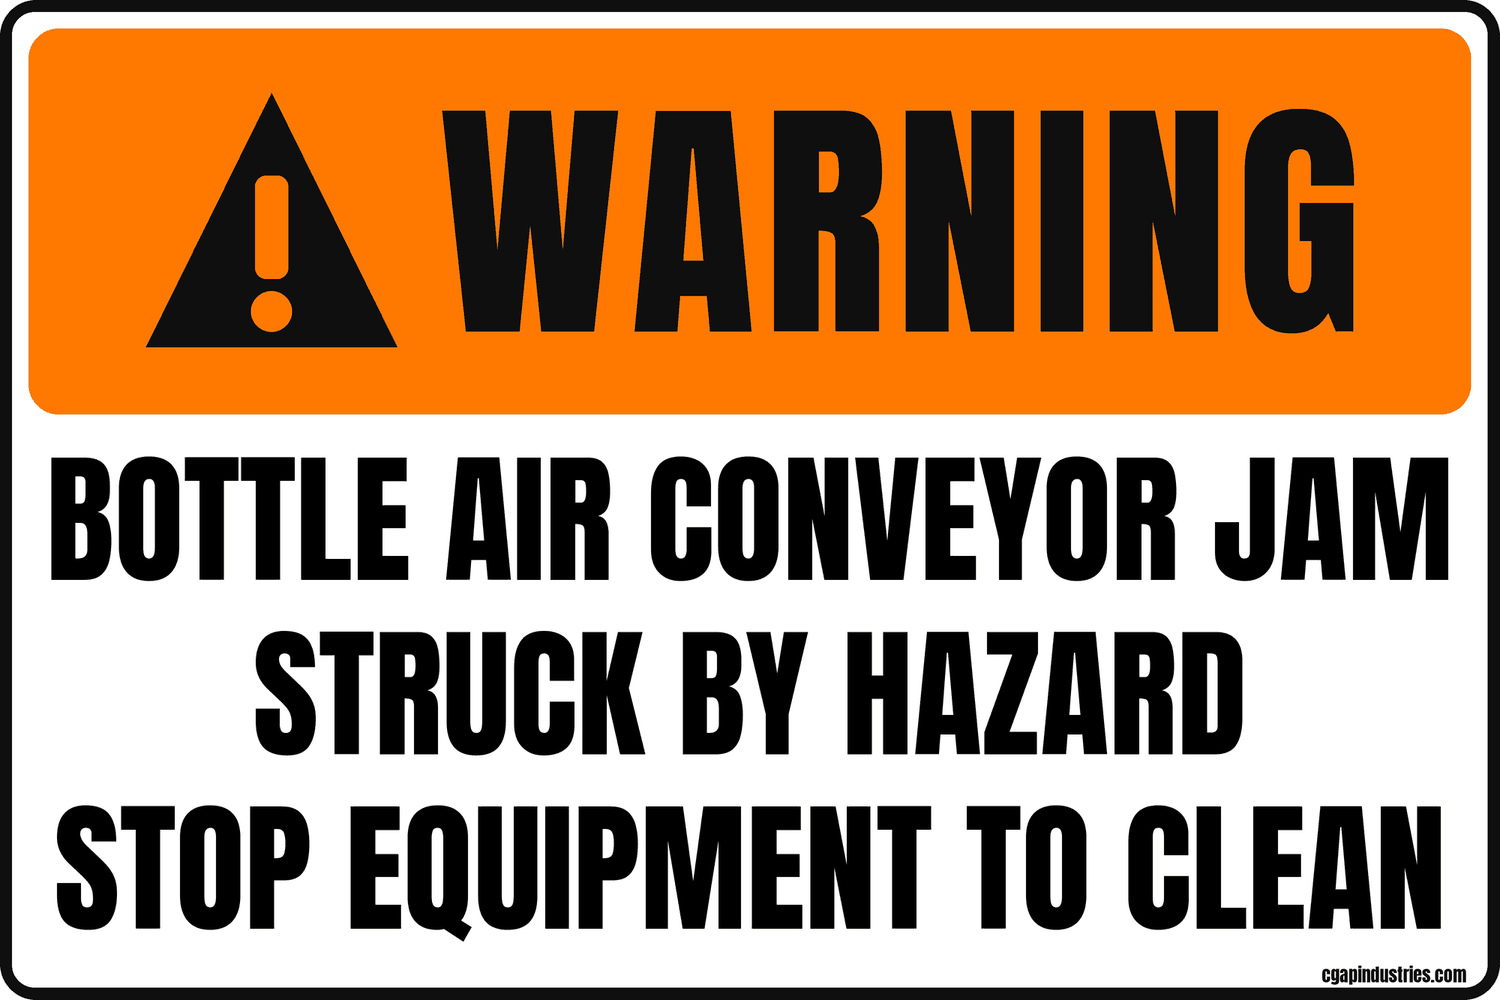 WARNING
BOTTLE AIR CONVEYOR JAM
STRUCK BY HAZARD
STOP EQUIPMENT TO CLEAN
cgapindustries.com